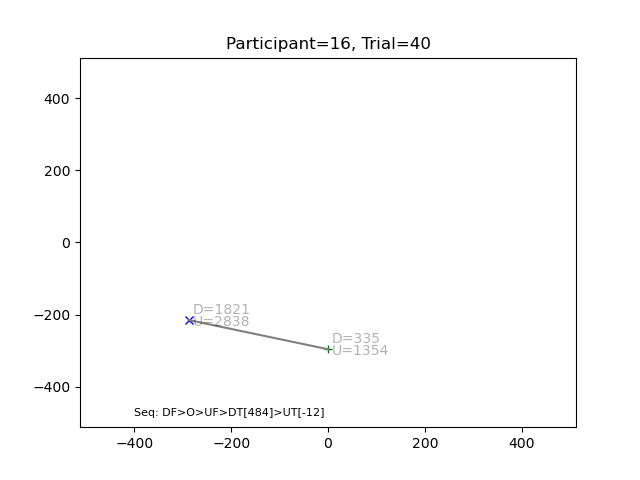 Participant=16, Trial=40
400
200
0
−200
−400
D=1821
U=2838
D=335
U=1354
Seq: DF>O>UF>DT[484]>UT[-12]
−400
−200
0
200
400